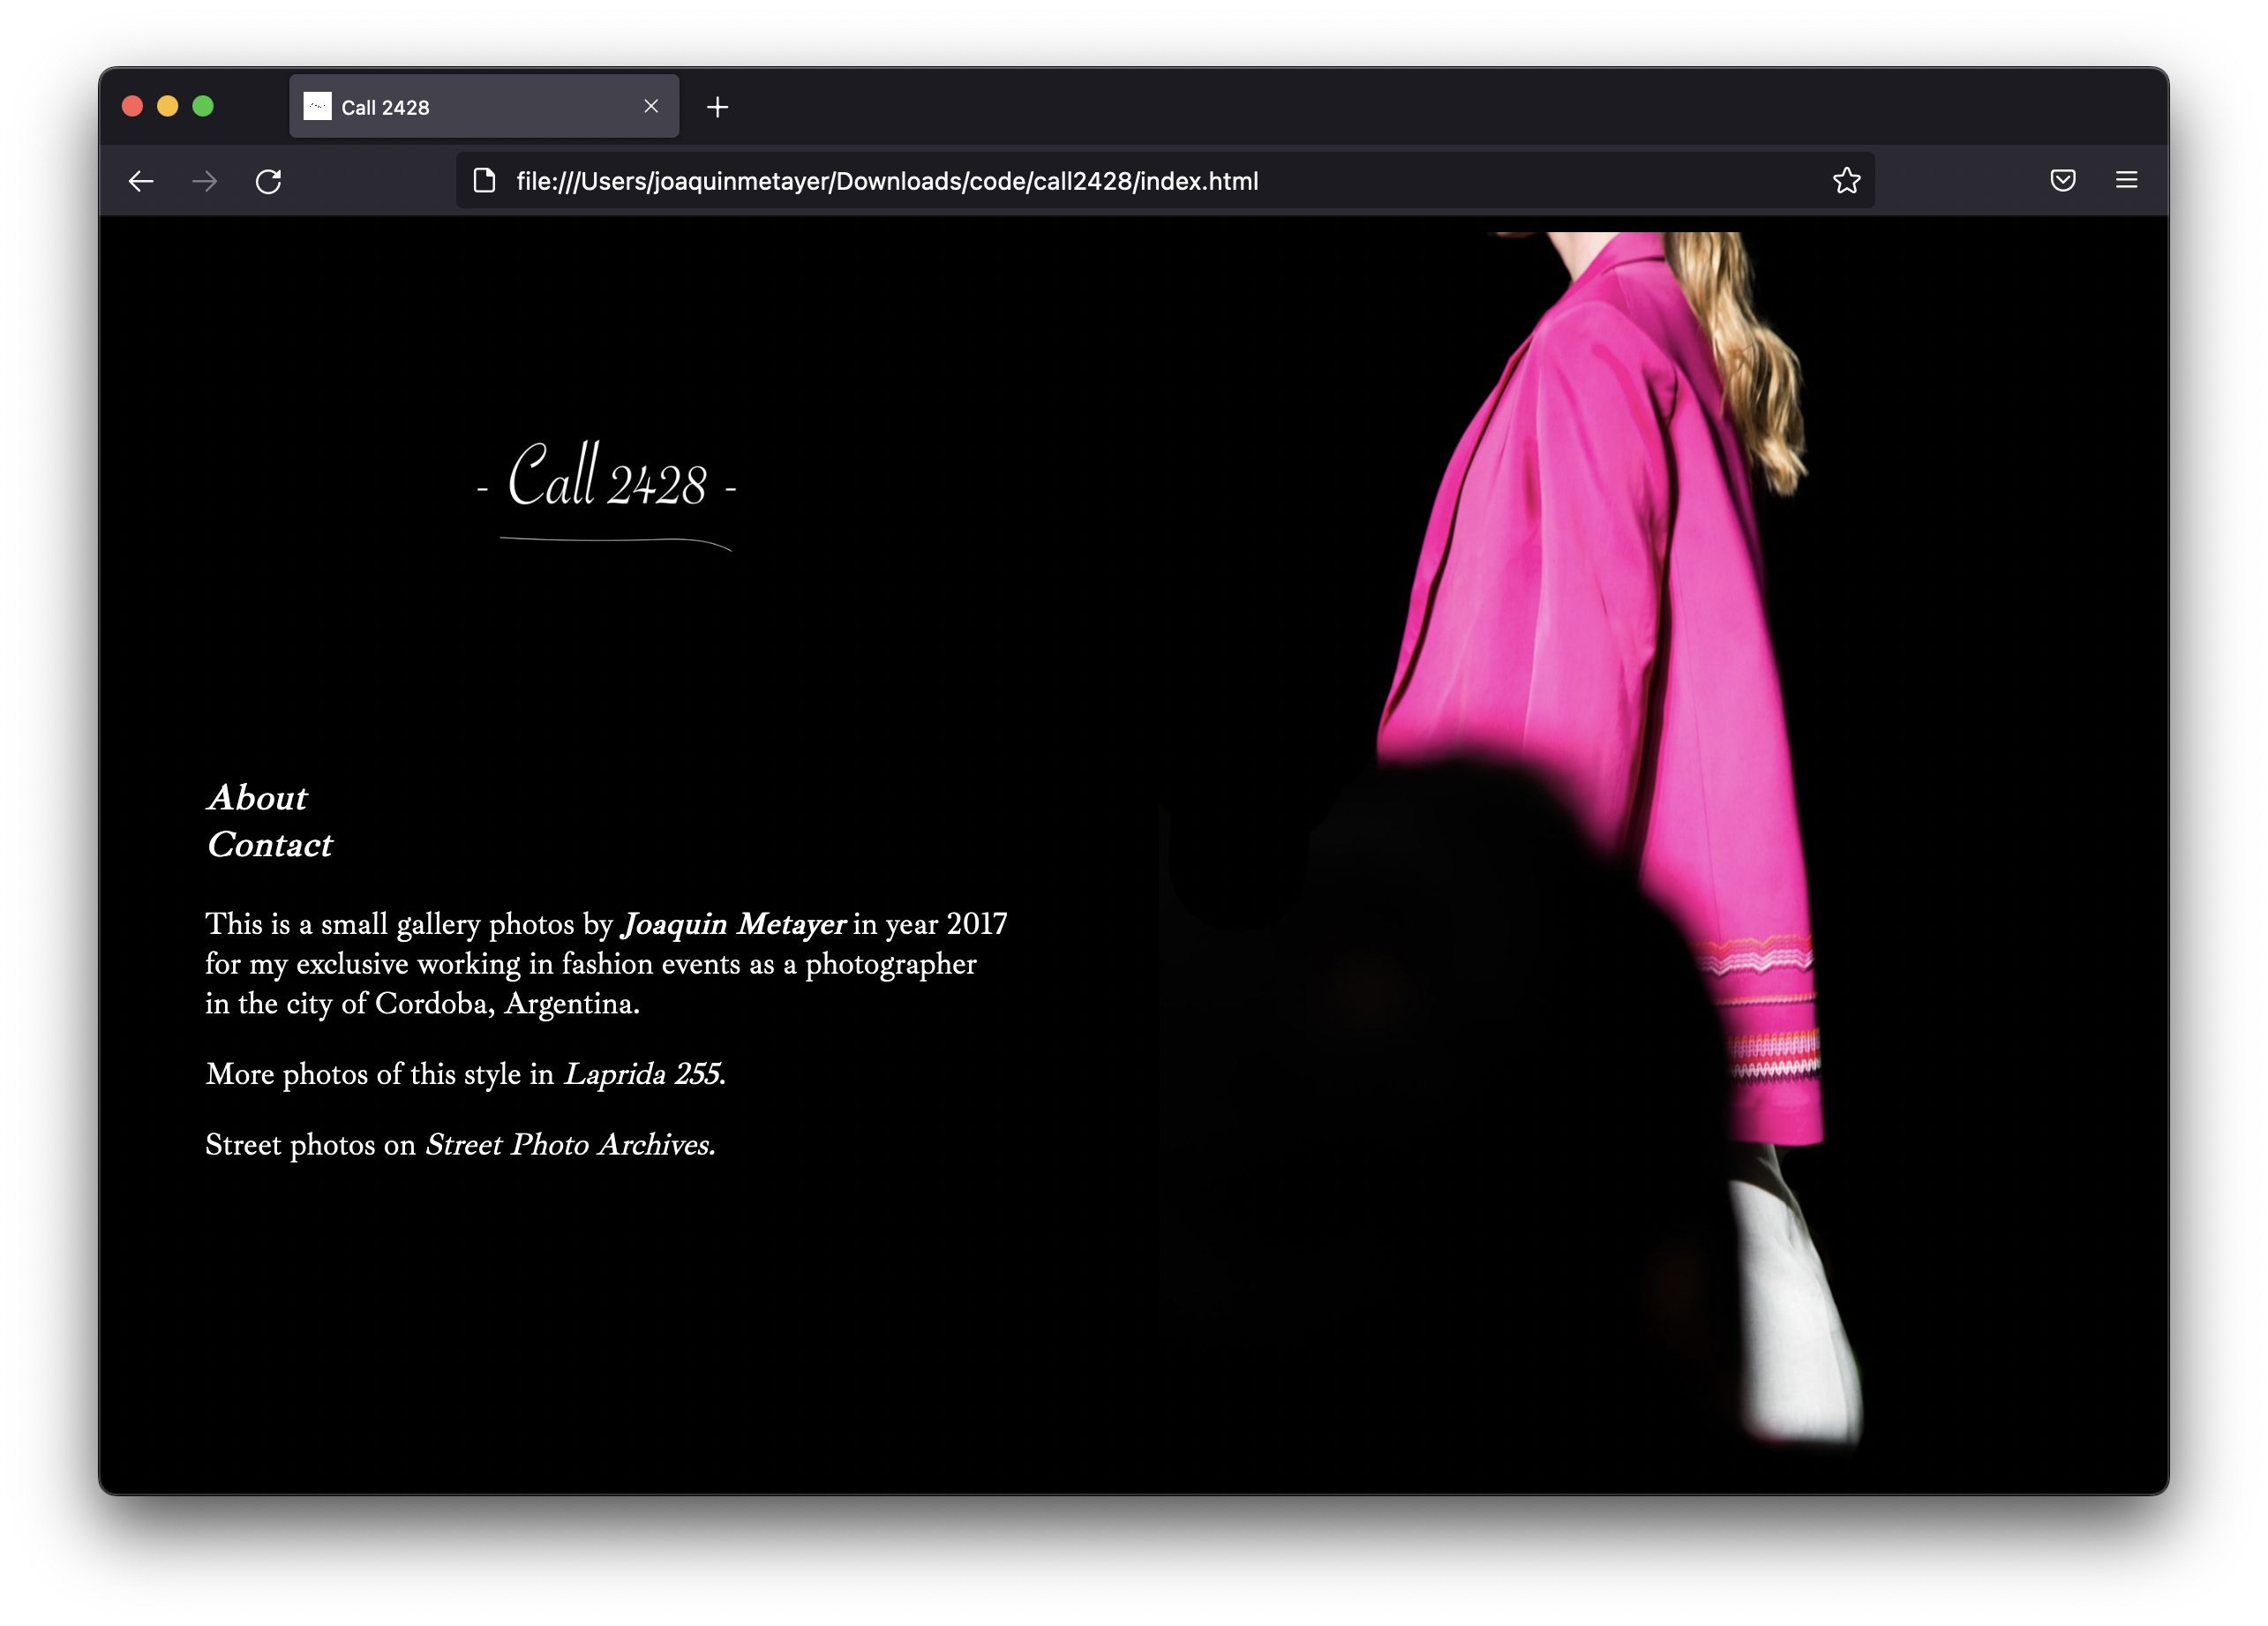 Call 2428
file:///Users/joaquinmetayer/Downloads/code/call2428/index.html
- Call 2428 -
About
Contact
This is a small gallery photos by Joaquin Metayer in year 2017
for my exclusive working in fashion events as a photographer
in the city of Cordoba, Argentina.
More photos of this style in Laprida 255.
Street photos on Street Photo Archives.